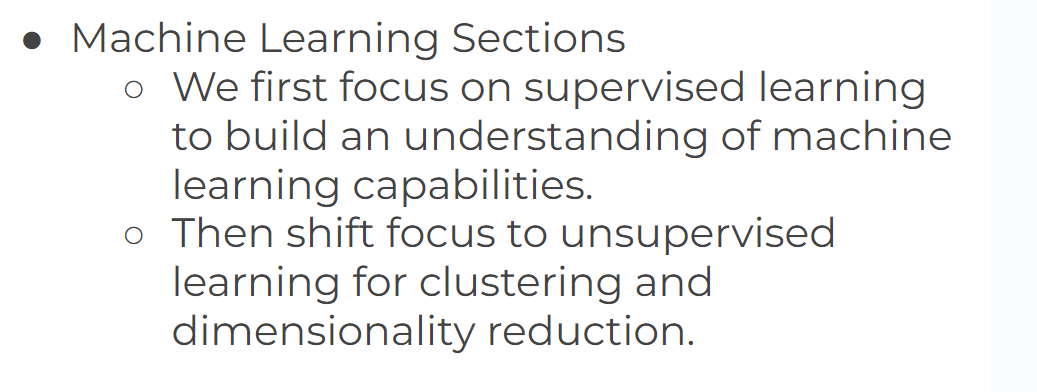 ● Machine Learning Sections
○ We first focus on supervised learning
to build an understanding of machine
learning capabilities.
○ Then shift focus to unsupervised
learning for clustering and
dimensionality reduction.